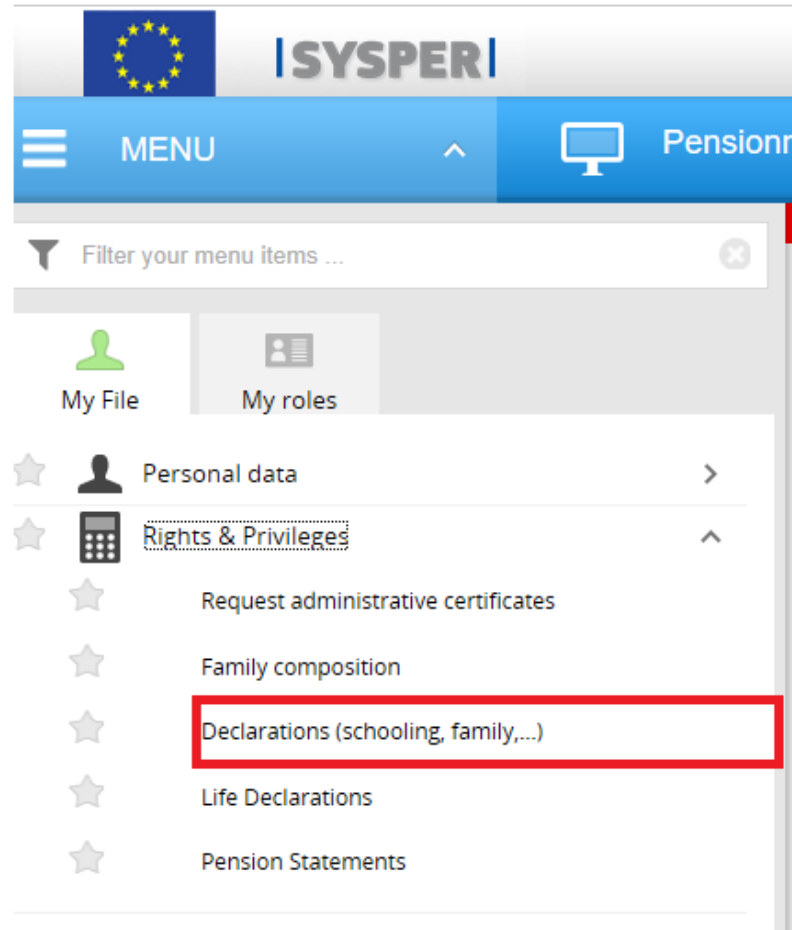 SYSPER
MENU
Pensionr
Filter your menu items ...
My File
My roles
Personal data
Rights & Privileges
Request administrative certificates
Family composition
Declarations (schooling, family,...)
Life Declarations
Pension Statements